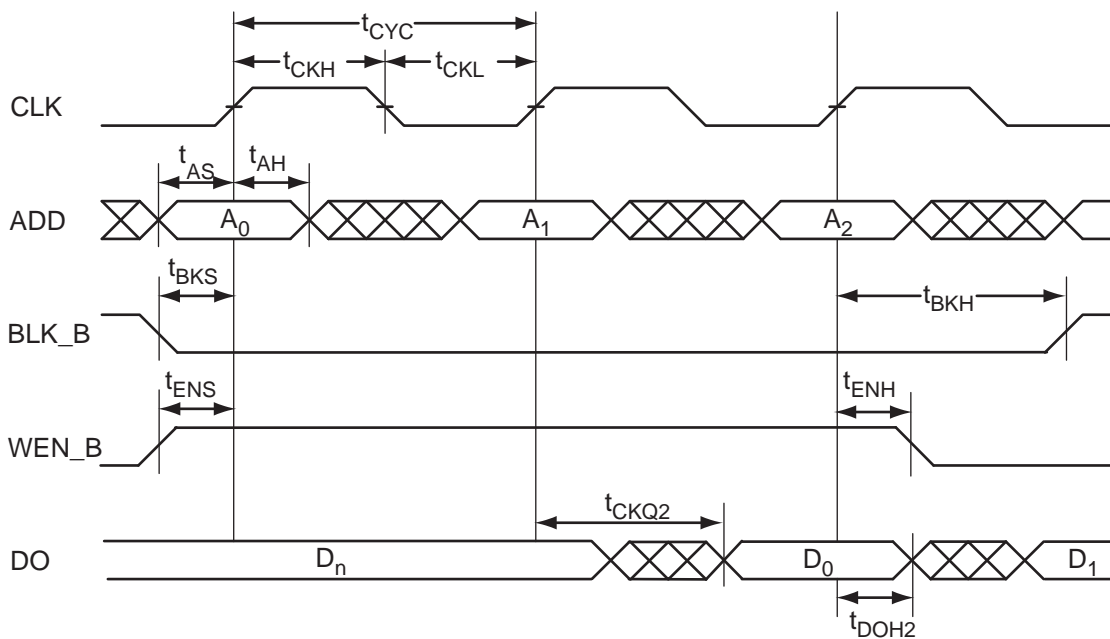 tCYC
tCKH tCKL
CLK
tAS tAH
ADD A0 A1 A2
tBKS tBKH
BLK_B
tENS tENH
WEN_B
tCKQ2
DO Dn D0 D1
tDOH2